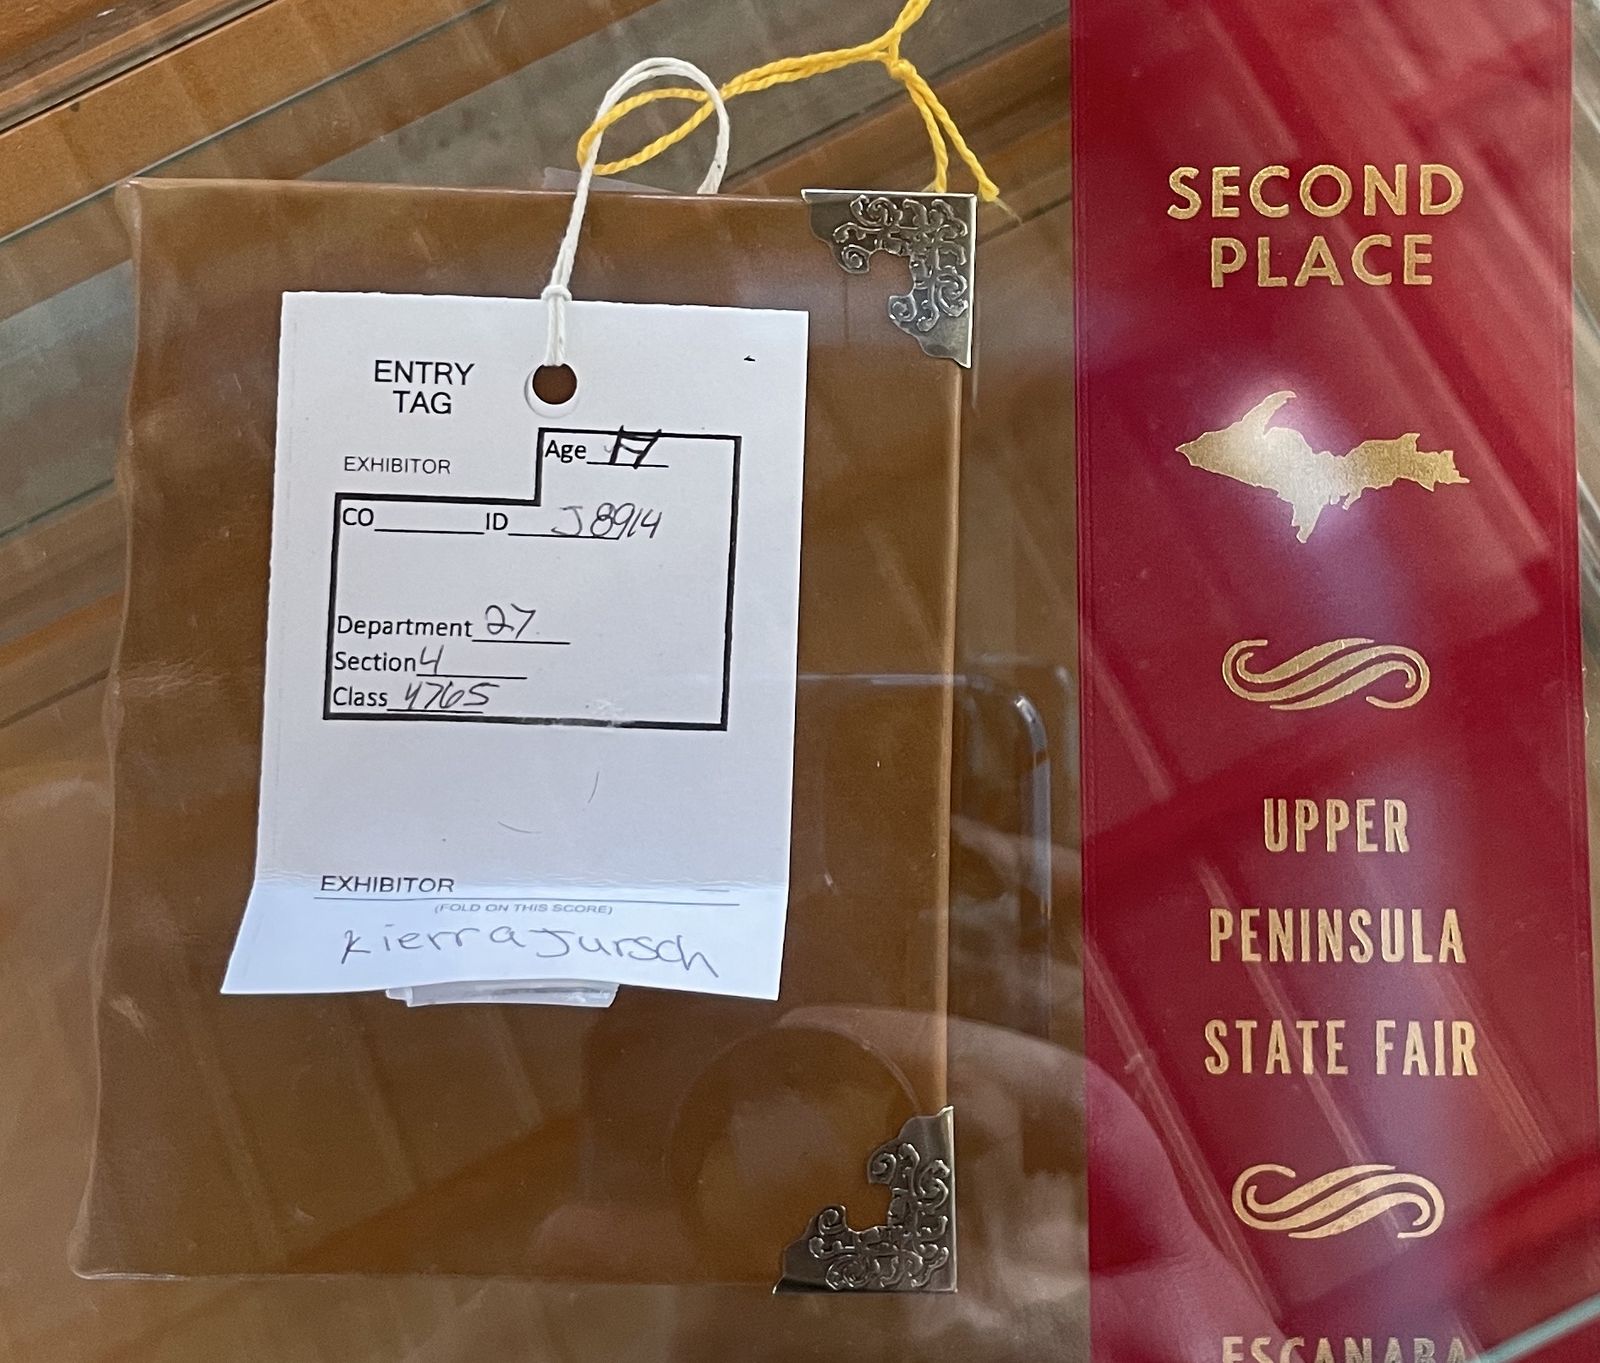 ENTRY
TAG
EXHIBITOR
Age 17
CO ID J8914
Department 27
Section 4
Class 4765
EXHIBITOR
(FOLD ON THIS SCORE)
Kierra Jursch
SECOND
PLACE
UPPER
PENINSULA
STATE FAIR
ESCANABA